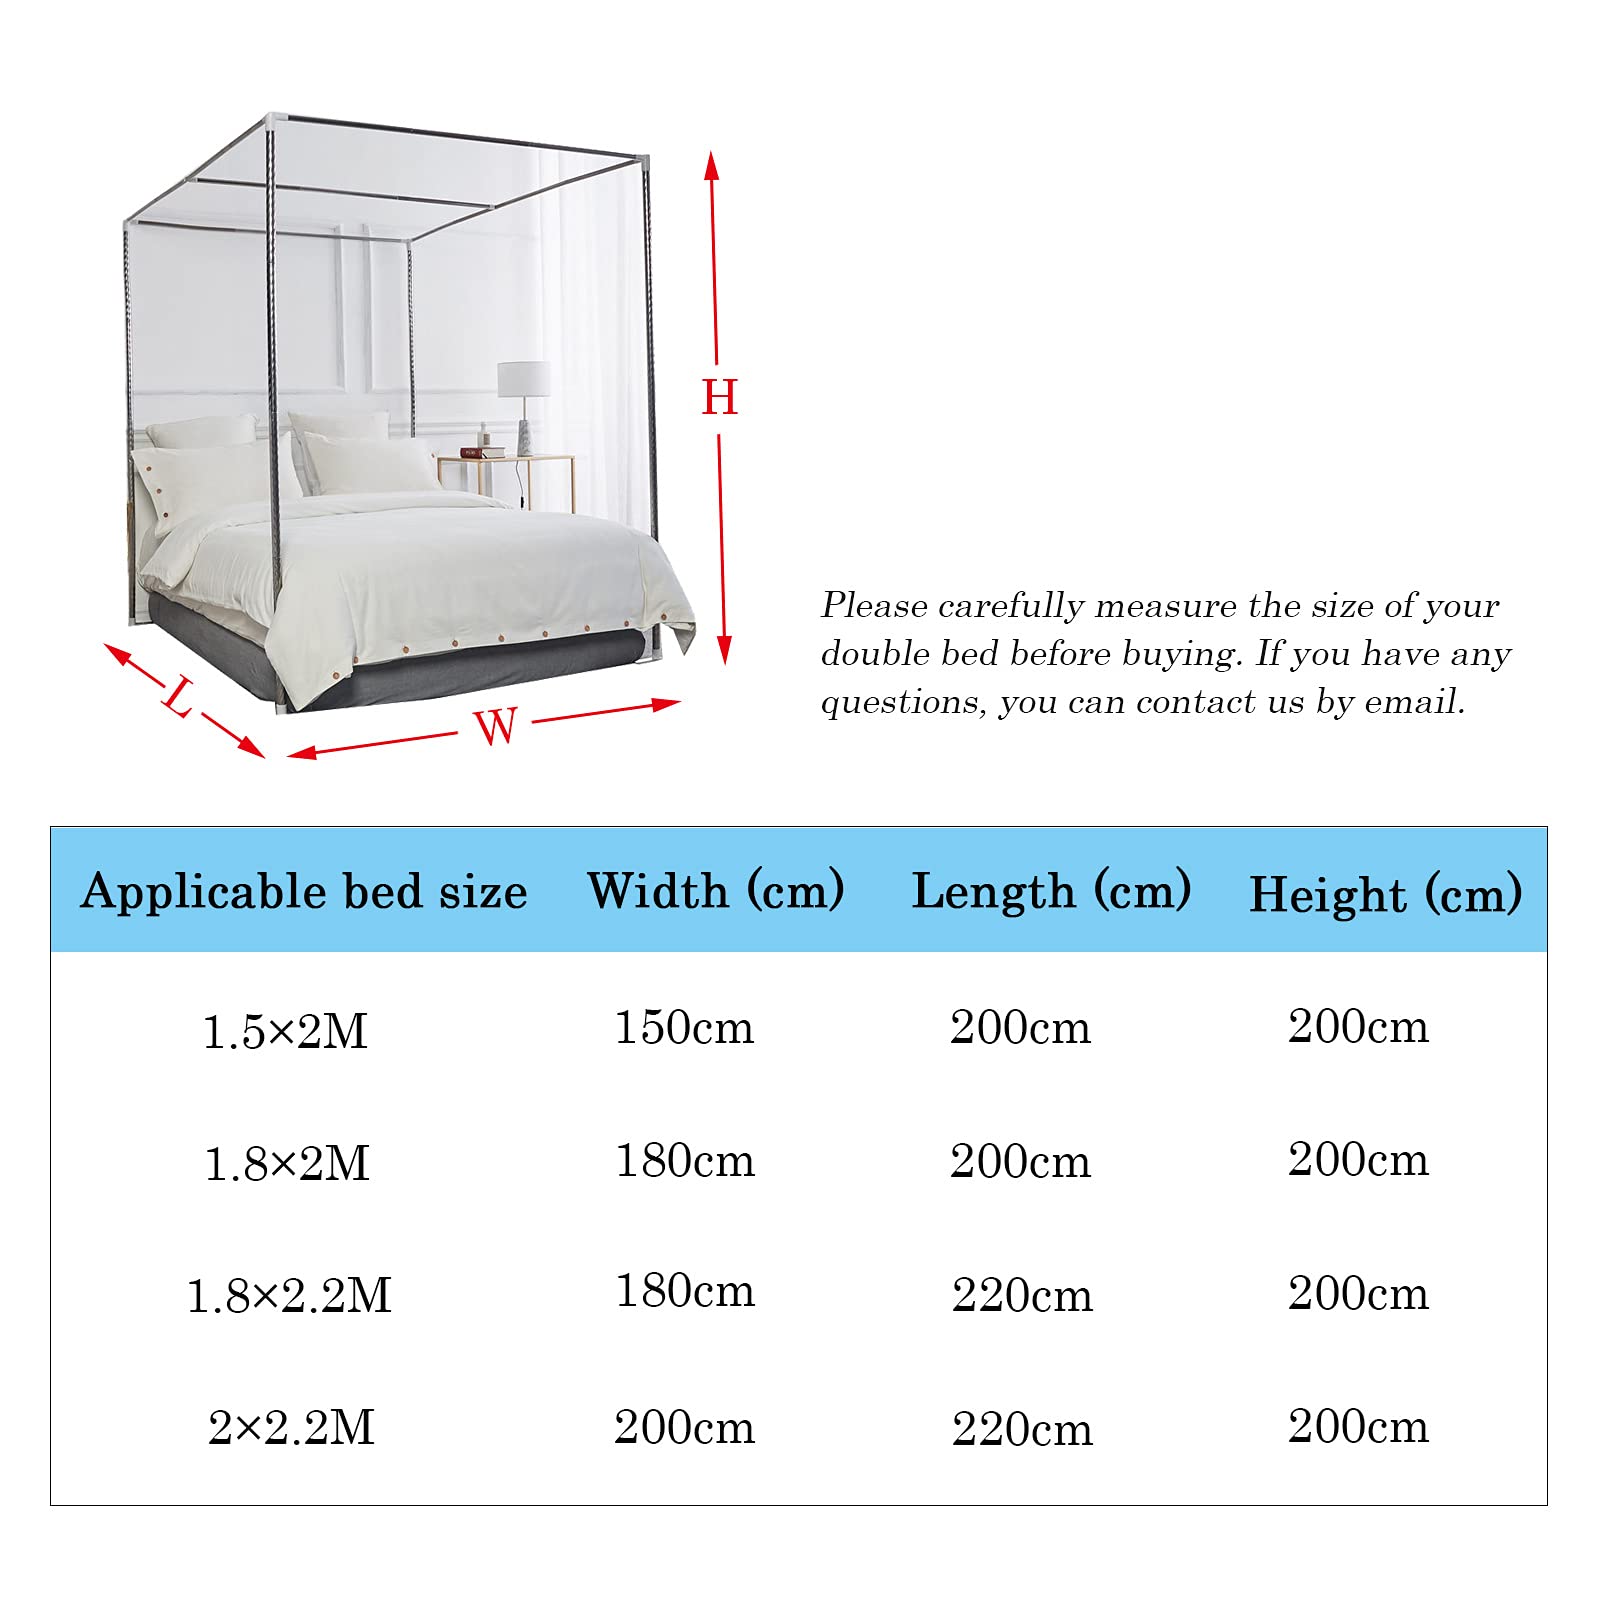 H
L
W
Please carefully measure the size of your
double bed before buying. If you have any
questions, you can contact us by email.
Applicable bed size Width (cm) Length (cm) Height (cm)
1.5×2M 150cm 200cm 200cm
1.8×2M 180cm 200cm 200cm
1.8×2.2M 180cm 220cm 200cm
2×2.2M 200cm 220cm 200cm